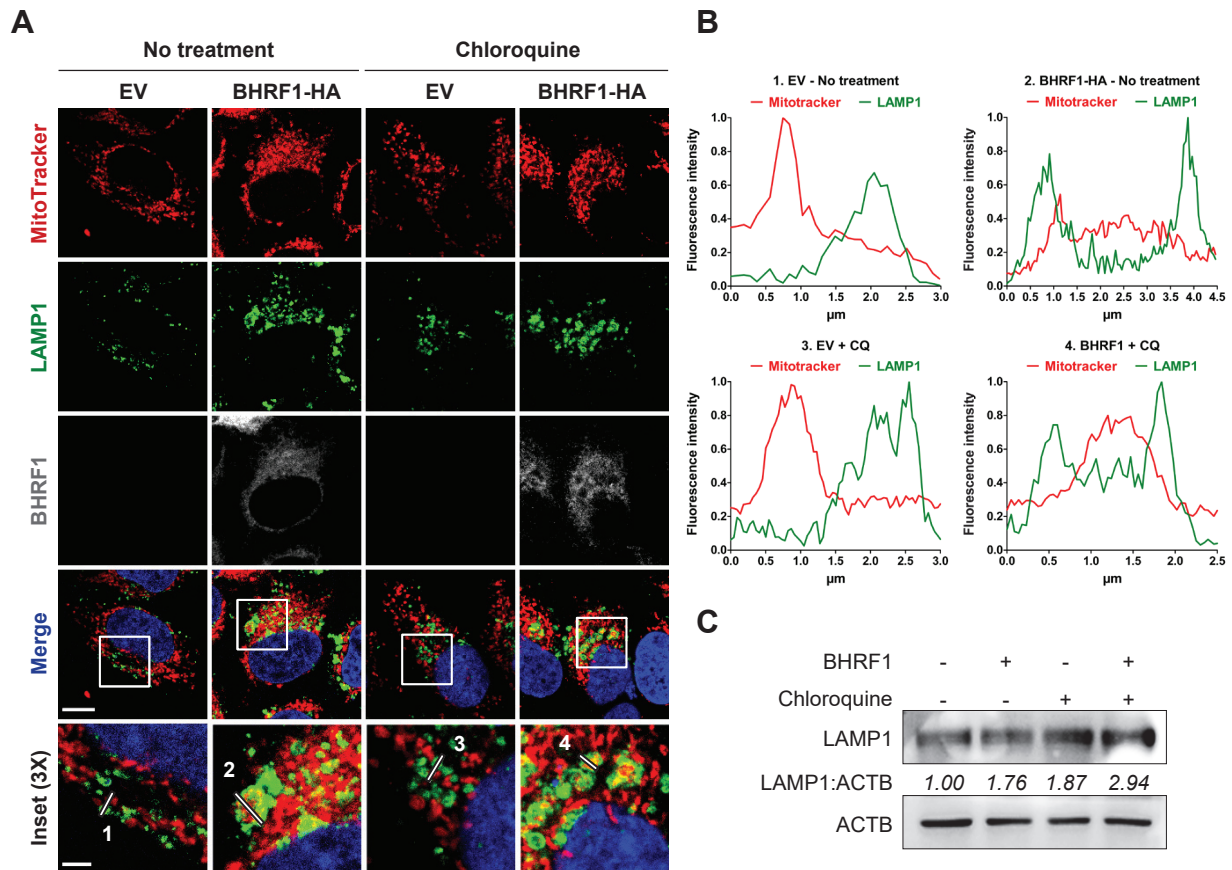 A
No treatment
Chloroquine
EV
BHRF1-HA
EV
BHRF1-HA
MitoTracker
LAMP1
BHRF1
Merge
Inset (3X)
1
2
3
4
B
1. EV - No treatment
Mitotracker
LAMP1
Fluorescence intensity
1.0
0.8
0.6
0.4
0.2
0.0
0.0 0.5 1.0 1.5 2.0 2.5 3.0
µm
2. BHRF1-HA - No treatment
Mitotracker
LAMP1
Fluorescence intensity
1.0
0.8
0.6
0.4
0.2
0.0
0.0 0.5 1.0 1.5 2.0 2.5 3.0 3.5 4.0 4.5
µm
3. EV + CQ
Mitotracker
LAMP1
Fluorescence intensity
1.0
0.8
0.6
0.4
0.2
0.0
0.0 0.5 1.0 1.5 2.0 2.5 3.0
µm
4. BHRF1 + CQ
Mitotracker
LAMP1
Fluorescence intensity
1.0
0.8
0.6
0.4
0.2
0.0
0.0 0.5 1.0 1.5 2.0 2.5
µm
C
BHRF1 - + - +
Chloroquine - - + +
LAMP1
LAMP1:ACTB 1.00 1.76 1.87 2.94
ACTB